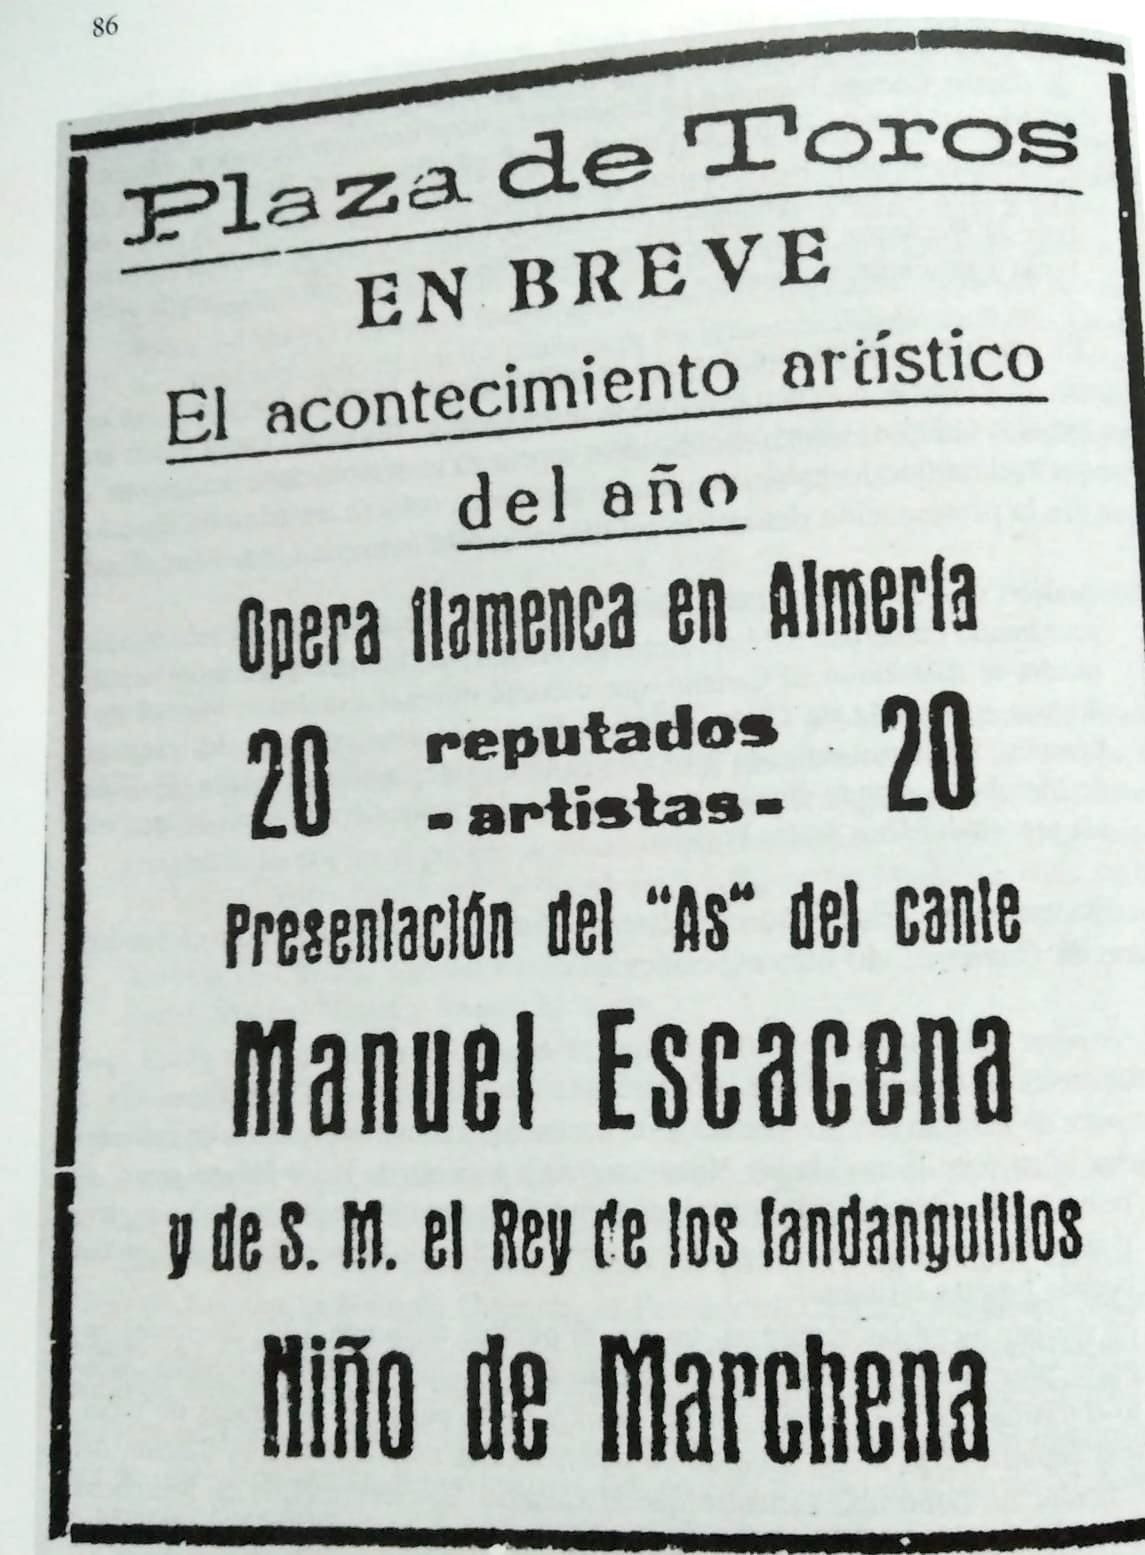 86
Plaza de Toros
EN BREVE
El acontecimiento artístico
del año
Opera flamenca en Almería
20 reputados 20
- artistas -
Presentación del "As" del cante
Manuel Escacena
y de S. M. el Rey de los fandanguillos
Niño de Marchena